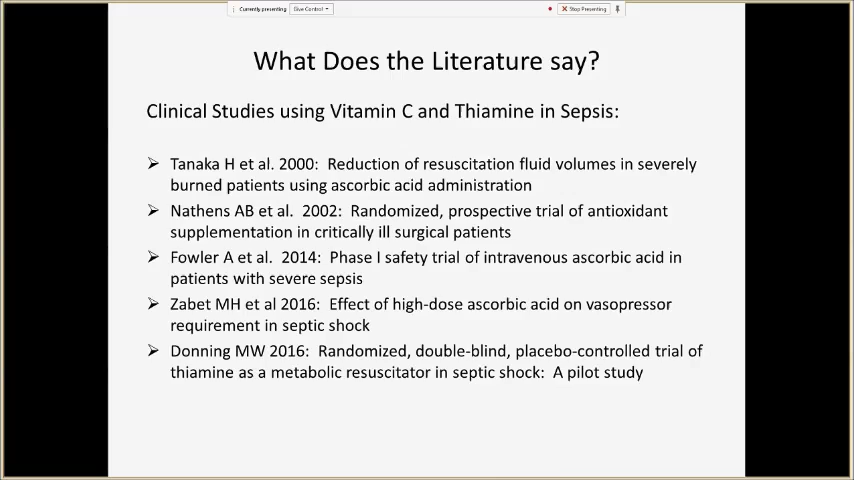 Currently presenting Give Control Stop Presenting
What Does the Literature say?
Clinical Studies using Vitamin C and Thiamine in Sepsis:
Tanaka H et al. 2000: Reduction of resuscitation fluid volumes in severely
burned patients using ascorbic acid administration
Nathens AB et al. 2002: Randomized, prospective trial of antioxidant
supplementation in critically ill surgical patients
Fowler A et al. 2014: Phase I safety trial of intravenous ascorbic acid in
patients with severe sepsis
Zabet MH et al 2016: Effect of high-dose ascorbic acid on vasopressor
requirement in septic shock
Donning MW 2016: Randomized, double-blind, placebo-controlled trial of
thiamine as a metabolic resuscitator in septic shock: A pilot study